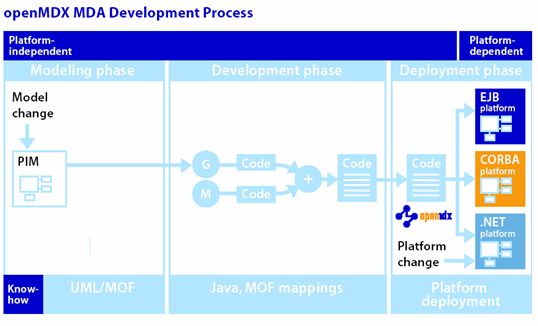 openMDX MDA Development Process
Platform-
independent
Platform-
dependent
Modeling phase
Development phase
Deployment phase
Model
change
PIM
G
Code
M
Code
+
Code
Code
openmdx
EJB
platform
CORBA
platform
.NET
platform
Platform
change
Know-
how
UML/MOF
Java, MOF mappings
Platform
deployment